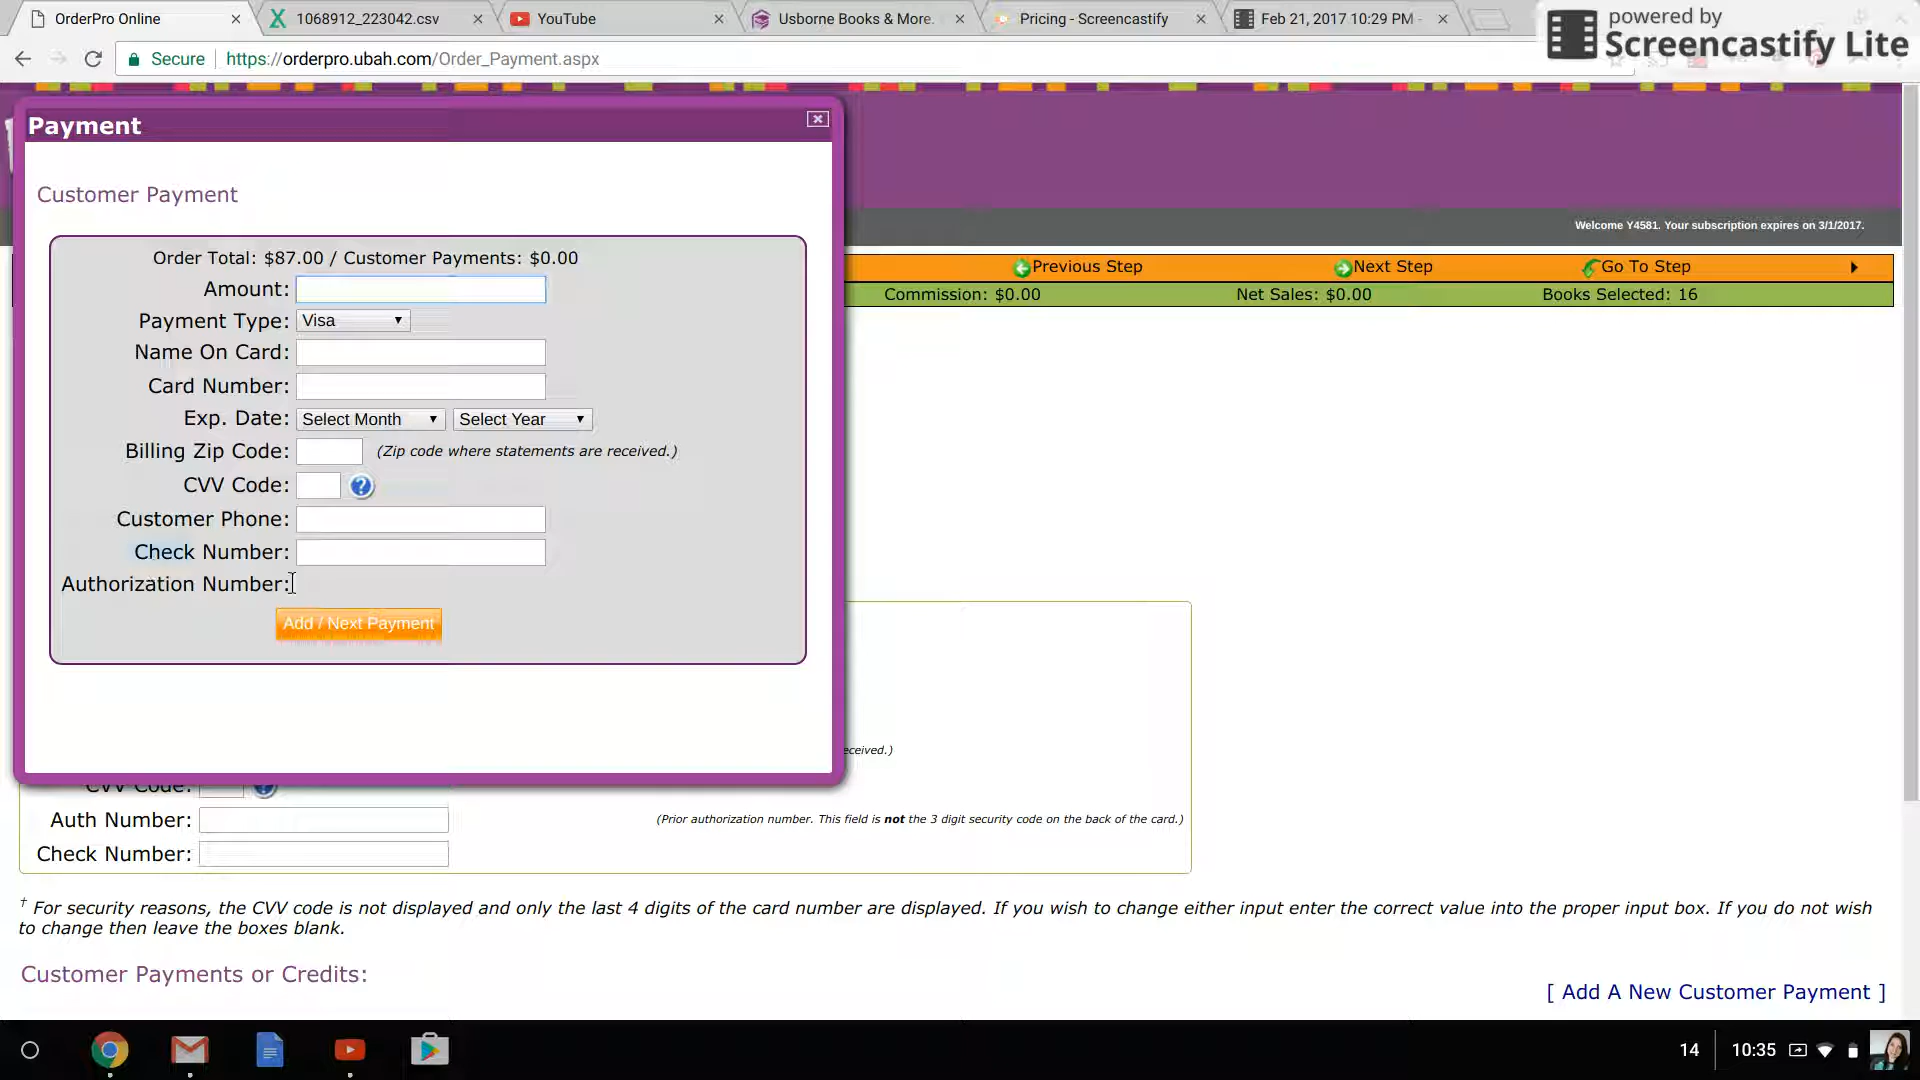 OrderPro Online
1068912_223042.csv
YouTube
Usborne Books & More.
Pricing - Screencastify
Feb 21, 2017 10:29 PM -
powered by
Screencastify Lite
Secure
https://orderpro.ubah.com/Order_Payment.aspx
Payment
Customer Payment
Welcome Y4581. Your subscription expires on 3/1/2017.
Previous Step
Next Step
Go To Step
Commission: $0.00
Net Sales: $0.00
Books Selected: 16
Order Total: $87.00 / Customer Payments: $0.00
Amount:
Payment Type: Visa
Name On Card:
Card Number:
Exp. Date: Select Month Select Year
Billing Zip Code: (Zip code where statements are received.)
CVV Code: ?
Customer Phone:
Check Number:
Authorization Number:
Add / Next Payment
eceived.)
CVV Code:
Auth Number: (Prior authorization number. This field is not the 3 digit security code on the back of the card.)
Check Number:
† For security reasons, the CVV code is not displayed and only the last 4 digits of the card number are displayed. If you wish to change either input enter the correct value into the proper input box. If you do not wish
to change then leave the boxes blank.
Customer Payments or Credits:
[ Add A New Customer Payment ]
14
10:35